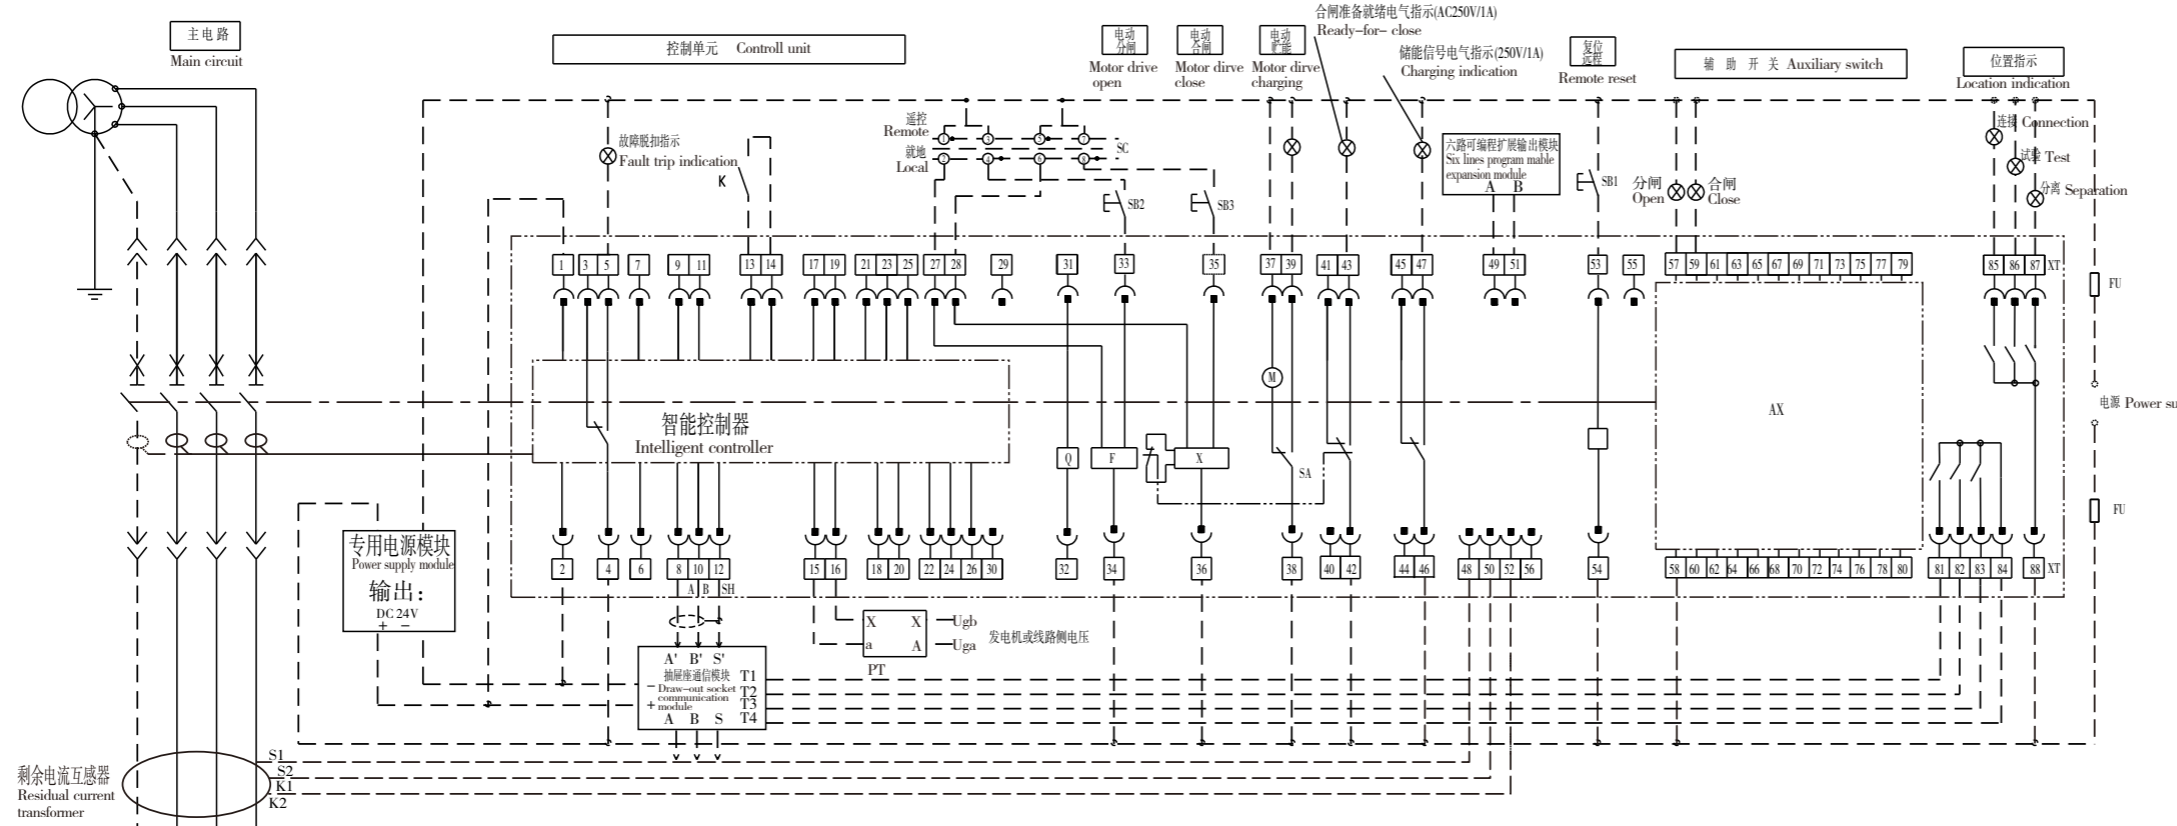 主电路
Main circuit
控制单元 Controll unit
电动
分闸
Motor drive
open
电动
合闸
Motor dirve
close
电动
贮能
Motor dirve
charging
合闸准备就绪电气指示(AC250V/1A)
Ready-for- close
储能信号电气指示(250V/1A)
Charging indication
复位
远程
Remote reset
辅 助 开 关 Auxiliary switch
位置指示
Location indication
故障脱扣指示
Fault trip indication
K
遥控
Remote
就地
Local
1 3 5 7
2 4 6 8
SC
SB2
SB3
六路可编程扩展输出模块
Six lines program mable
expansion module
A B
SB1
分闸
Open
合闸
Close
连接 Connection
试验 Test
分离 Separation
1 3 5 7 9 11 13 14 17 19 21 23 25 27 28 29 31 33 35 37 39 41 43 45 47 49 51 53 55 57 59 61 63 65 67 69 71 73 75 77 79 85 86 87 XT
FU
M
智能控制器
Intelligent controller
Q
F
X
SA
AX
电源 Power su
FU
专用电源模块
Power supply module
输出：
DC 24V
+ −
2 4 6 8 10 12 15 16 18 20 22 24 26 30 32 34 36 38 40 42 44 46 48 50 52 56 54 58 60 62 64 66 68 70 72 74 76 78 80 81 82 83 84 88 XT
A B SH
X X Ugb
a A Uga
PT
发电机或线路侧电压
A' B' S'
抽屉座通信模块
− Draw-out socket
communication
+ module
A B S
T1
T2
T3
T4
剩余电流互感器
Residual current
transformer
S1
S2
K1
K2